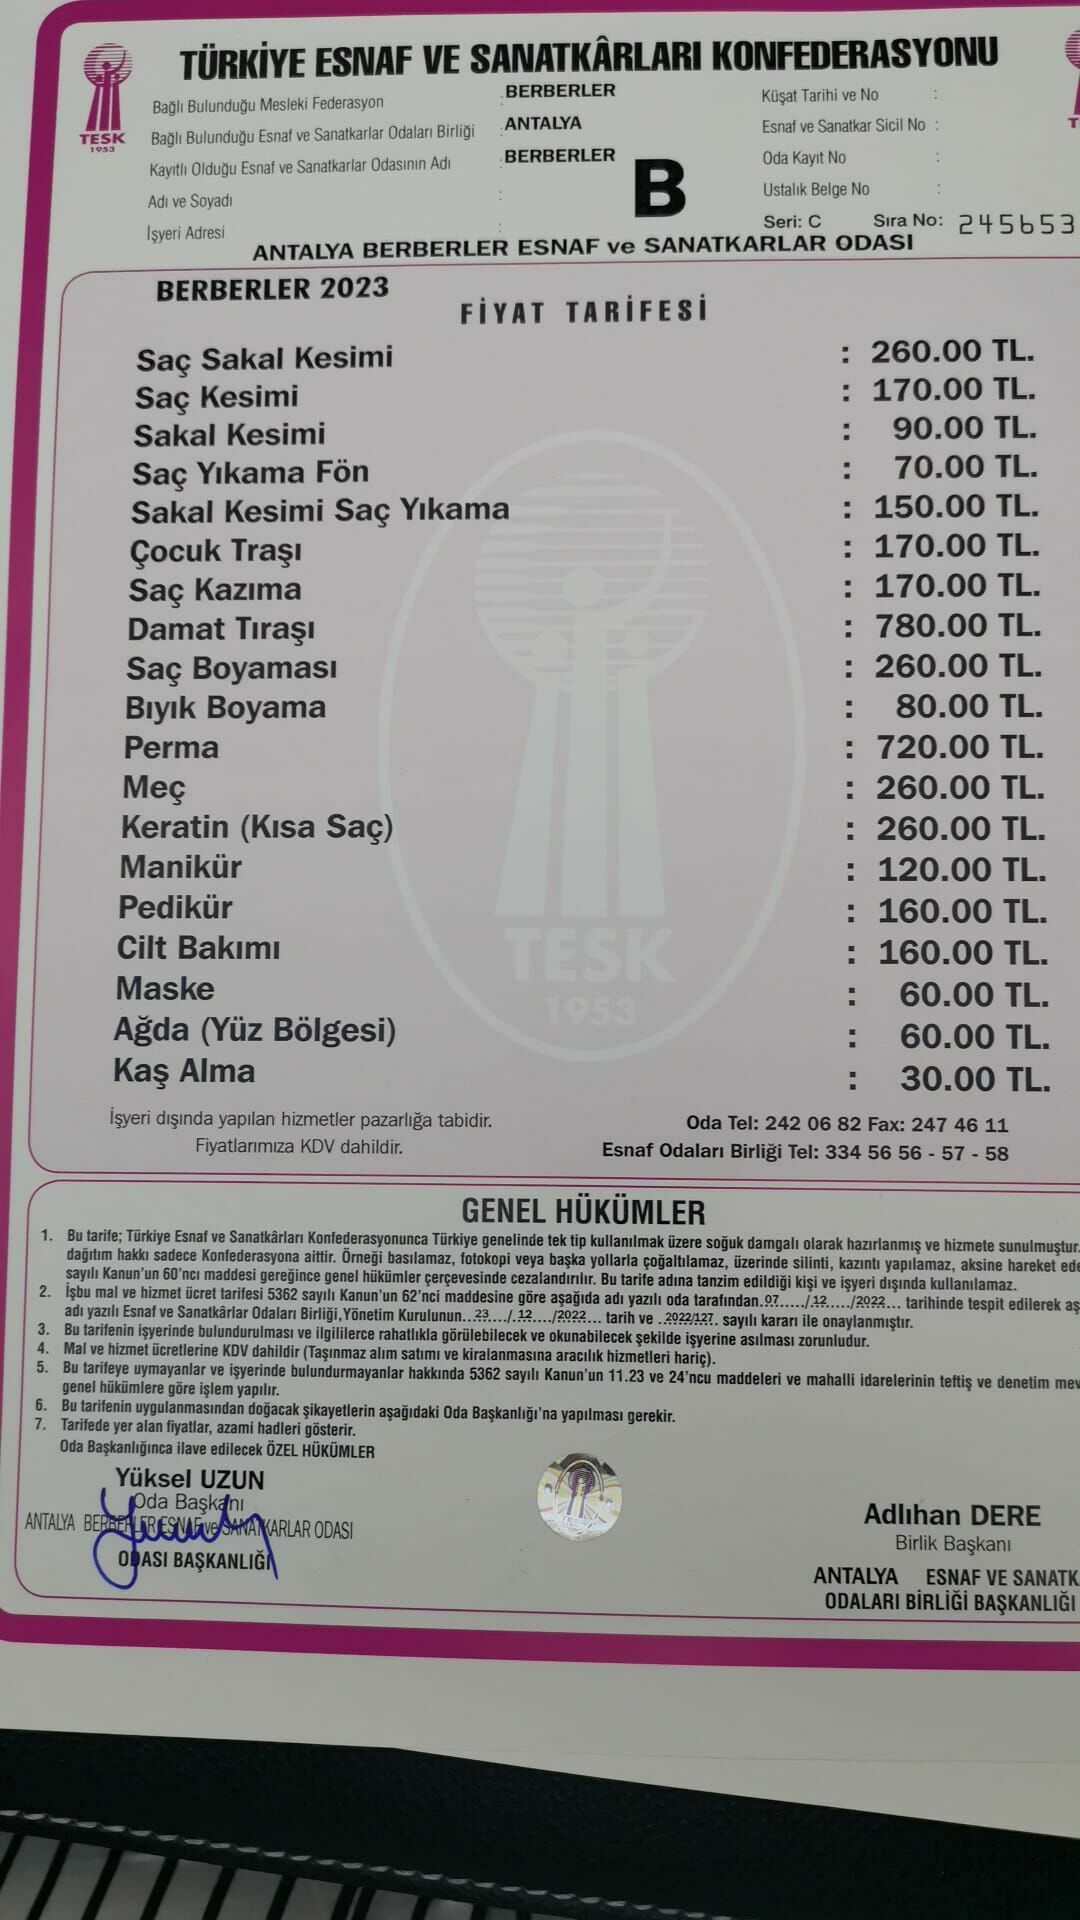 TÜRKİYE ESNAF VE SANATKÂRLARI KONFEDERASYONU
TESK
1953
Bağlı Bulunduğu Mesleki Federasyon : BERBERLER
Bağlı Bulunduğu Esnaf ve Sanatkarlar Odaları Birliği : ANTALYA
Kayıtlı Olduğu Esnaf ve Sanatkarlar Odasının Adı : BERBERLER
Adı ve Soyadı :
İşyeri Adresi :
B
Küşat Tarihi ve No :
Esnaf ve Sanatkar Sicil No :
Oda Kayıt No :
Ustalık Belge No :
Seri: C Sıra No: 245653
ANTALYA BERBERLER ESNAF ve SANATKARLAR ODASI
BERBERLER 2023
FİYAT TARİFESİ
Saç Sakal Kesimi : 260.00 TL.
Saç Kesimi : 170.00 TL.
Sakal Kesimi : 90.00 TL.
Saç Yıkama Fön : 70.00 TL.
Sakal Kesimi Saç Yıkama : 150.00 TL.
Çocuk Traşı : 170.00 TL.
Saç Kazıma : 170.00 TL.
Damat Tıraşı : 780.00 TL.
Saç Boyaması : 260.00 TL.
Bıyık Boyama : 80.00 TL.
Perma : 720.00 TL.
Meç : 260.00 TL.
Keratin (Kısa Saç) : 260.00 TL.
Manikür : 120.00 TL.
Pedikür : 160.00 TL.
Cilt Bakımı : 160.00 TL.
Maske : 60.00 TL.
Ağda (Yüz Bölgesi) : 60.00 TL.
Kaş Alma : 30.00 TL.
TESK
1953
İşyeri dışında yapılan hizmetler pazarlığa tabidir.
Fiyatlarımıza KDV dahildir.
Oda Tel: 242 06 82 Fax: 247 46 11
Esnaf Odaları Birliği Tel: 334 56 56 - 57 - 58
GENEL HÜKÜMLER
1. Bu tarife; Türkiye Esnaf ve Sanatkârları Konfederasyonunca Türkiye genelinde tek tip kullanılmak üzere soğuk damgalı olarak hazırlanmış ve hizmete sunulmuştur.
dağıtım hakkı sadece Konfederasyona aittir. Örneği basılamaz, fotokopi veya başka yollarla çoğaltılamaz, üzerinde silinti, kazıntı yapılamaz, aksine hareket ede
sayılı Kanun'un 60'ncı maddesi gereğince genel hükümler çerçevesinde cezalandırılır. Bu tarife adına tanzim edildiği kişi ve işyeri dışında kullanılamaz.
2. İşbu mal ve hizmet ücret tarifesi 5362 sayılı Kanun'un 62'nci maddesine göre aşağıda adı yazılı oda tarafından.07...../12..../2022... tarihinde tespit edilerek aş
adı yazılı Esnaf ve Sanatkârlar Odaları Birliği,Yönetim Kurulunun..23..../.12..../2022... tarih ve .2022/127. sayılı kararı ile onaylanmıştır.
3. Bu tarifenin işyerinde bulundurulması ve ilgililerce rahatlıkla görülebilecek ve okunabilecek şekilde işyerine asılması zorunludur.
4. Mal ve hizmet ücretlerine KDV dahildir (Taşınmaz alım satımı ve kiralanmasına aracılık hizmetleri hariç).
5. Bu tarifeye uymayanlar ve işyerinde bulundurmayanlar hakkında 5362 sayılı Kanun'un 11.23 ve 24'ncu maddeleri ve mahalli idarelerinin teftiş ve denetim mev
genel hükümlere göre işlem yapılır.
6. Bu tarifenin uygulanmasından doğacak şikayetlerin aşağıdaki Oda Başkanlığı'na yapılması gerekir.
7. Tarifede yer alan fiyatlar, azami hadleri gösterir.
Oda Başkanlığınca ilave edilecek ÖZEL HÜKÜMLER
Yüksel UZUN
Oda Başkanı
ANTALYA BERBERLER ESNAF ve SANATKARLAR ODASI
ODASI BAŞKANLIĞI
Adlıhan DERE
Birlik Başkanı
ANTALYA ESNAF VE SANATK
ODALARI BİRLİĞİ BAŞKANLIĞI